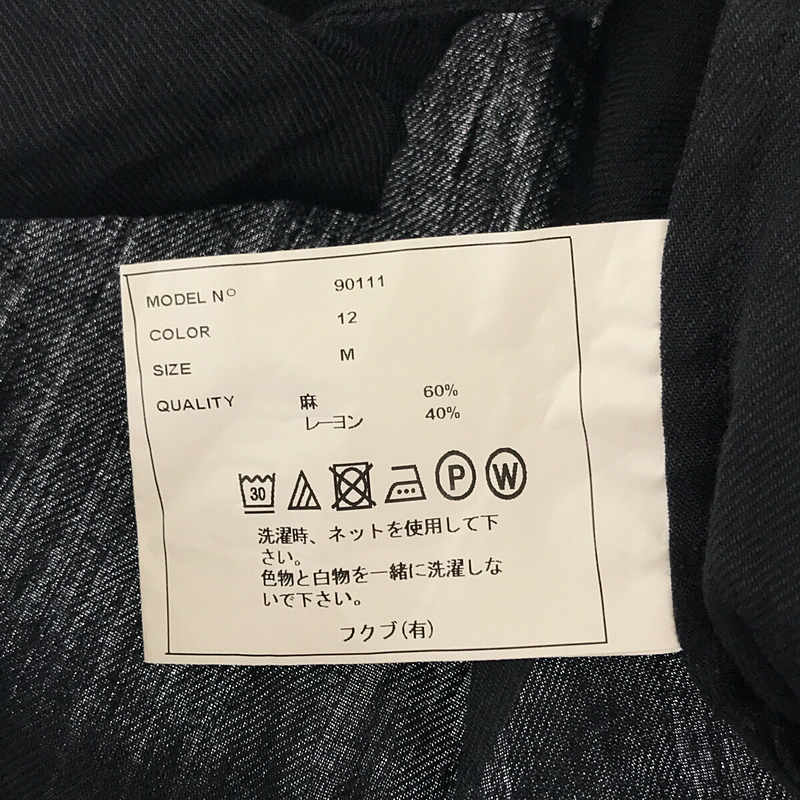 MODEL Nº 90111
COLOR 12
SIZE M
QUALITY 麻 60%
レーヨン 40%
30 P W
洗濯時、ネットを使用して下
さい。
色物と白物を一緒に洗濯しな
いで下さい。
フクブ(有)